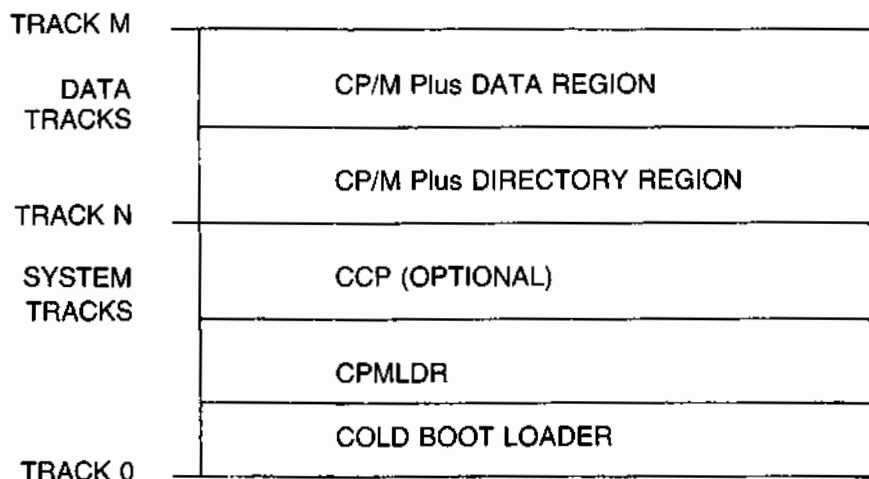 TRACK M
DATA
TRACKS
CP/M Plus DATA REGION
CP/M Plus DIRECTORY REGION
TRACK N
SYSTEM
TRACKS
CCP (OPTIONAL)
CPMLDR
COLD BOOT LOADER
TRACK 0